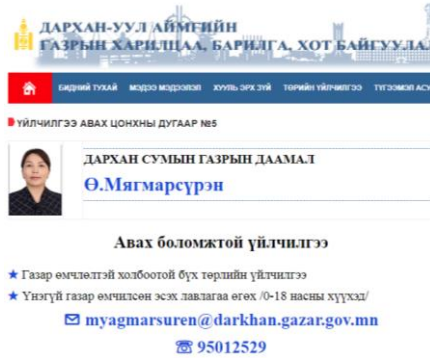 ДАРХАН-УУЛ АЙМГИЙН
ГАЗРЫН ХАРИЛЦАА, БАРИЛГА, ХОТ БАЙГУУЛА
БИДНИЙ ТУХАЙ МЭДЭЭ МЭДЭЭЛЭЛ ХУУЛЬ ЭРХ ЗҮЙ ТӨРИЙН ҮЙЛЧИЛГЭЭ ТҮГЭЭМЭЛ АСУ
ҮЙЛЧИЛГЭЭ АВАХ ЦОНХНЫ ДУГААР №5
ДАРХАН СУМЫН ГАЗРЫН ДААМАЛ
Ө.Мягмарсүрэн
Авах боломжтой үйлчилгээ
★ Газар өмчлөлтэй холбоотой бүх төрлийн үйлчилгээ
★ Үнэгүй газар өмчилсөн эсэх лавлагаа өгөх /0-18 насны хүүхэд/
myagmarsuren@darkhan.gazar.gov.mn
95012529